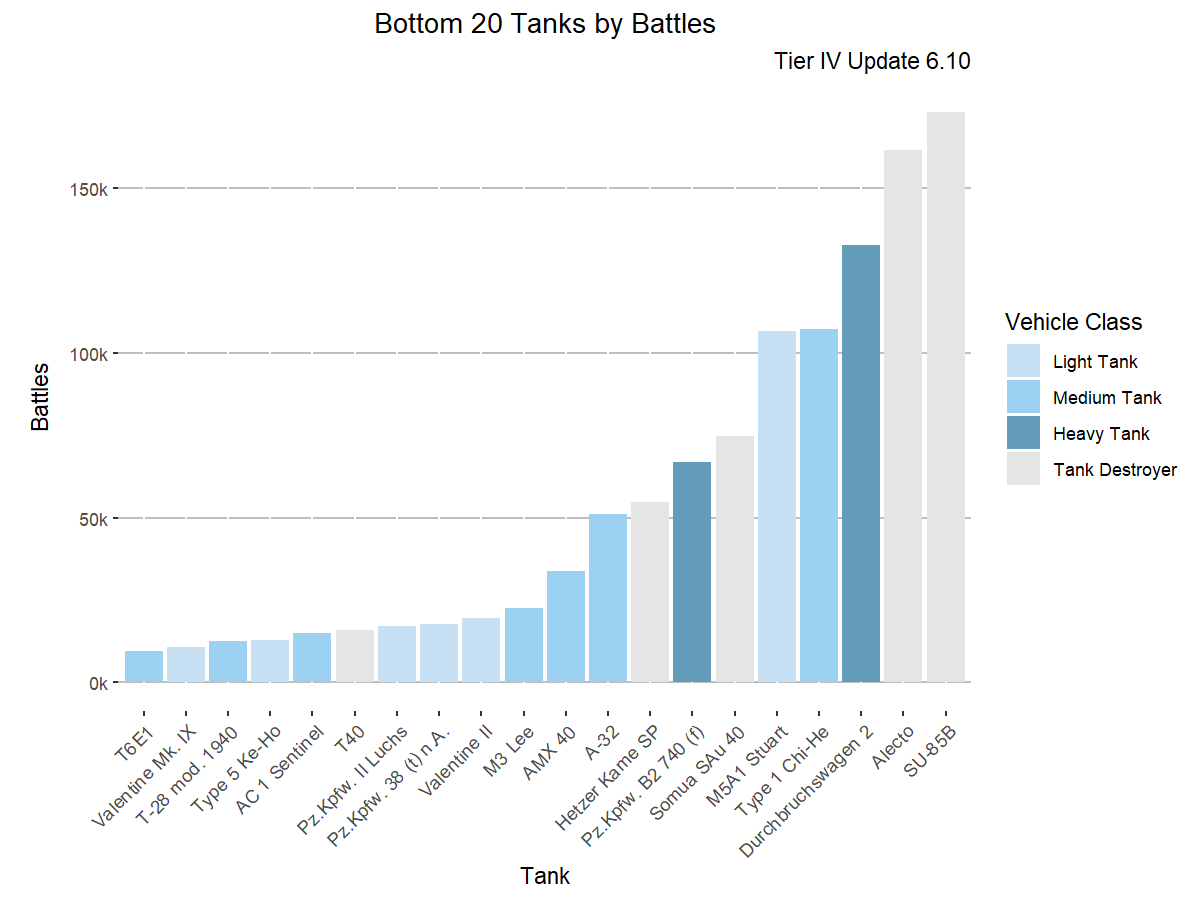 Bottom 20 Tanks by Battles
Tier IV Update 6.10
Battles
150k
100k
50k
0k
T6E1
Valentine Mk. IX
T-28 mod. 1940
Type 5 Ke-Ho
AC 1 Sentinel
T40
Pz.Kpfw. II Luchs
Pz.Kpfw. 38 (t) n.A.
Valentine II
M3 Lee
AMX 40
A-32
Hetzer Kame SP
Pz.Kpfw. B2 740 (f)
Somua SAu 40
M5A1 Stuart
Type 1 Chi-He
Durchbruchswagen 2
Alecto
SU-85B
Tank
Vehicle Class
Light Tank
Medium Tank
Heavy Tank
Tank Destroyer